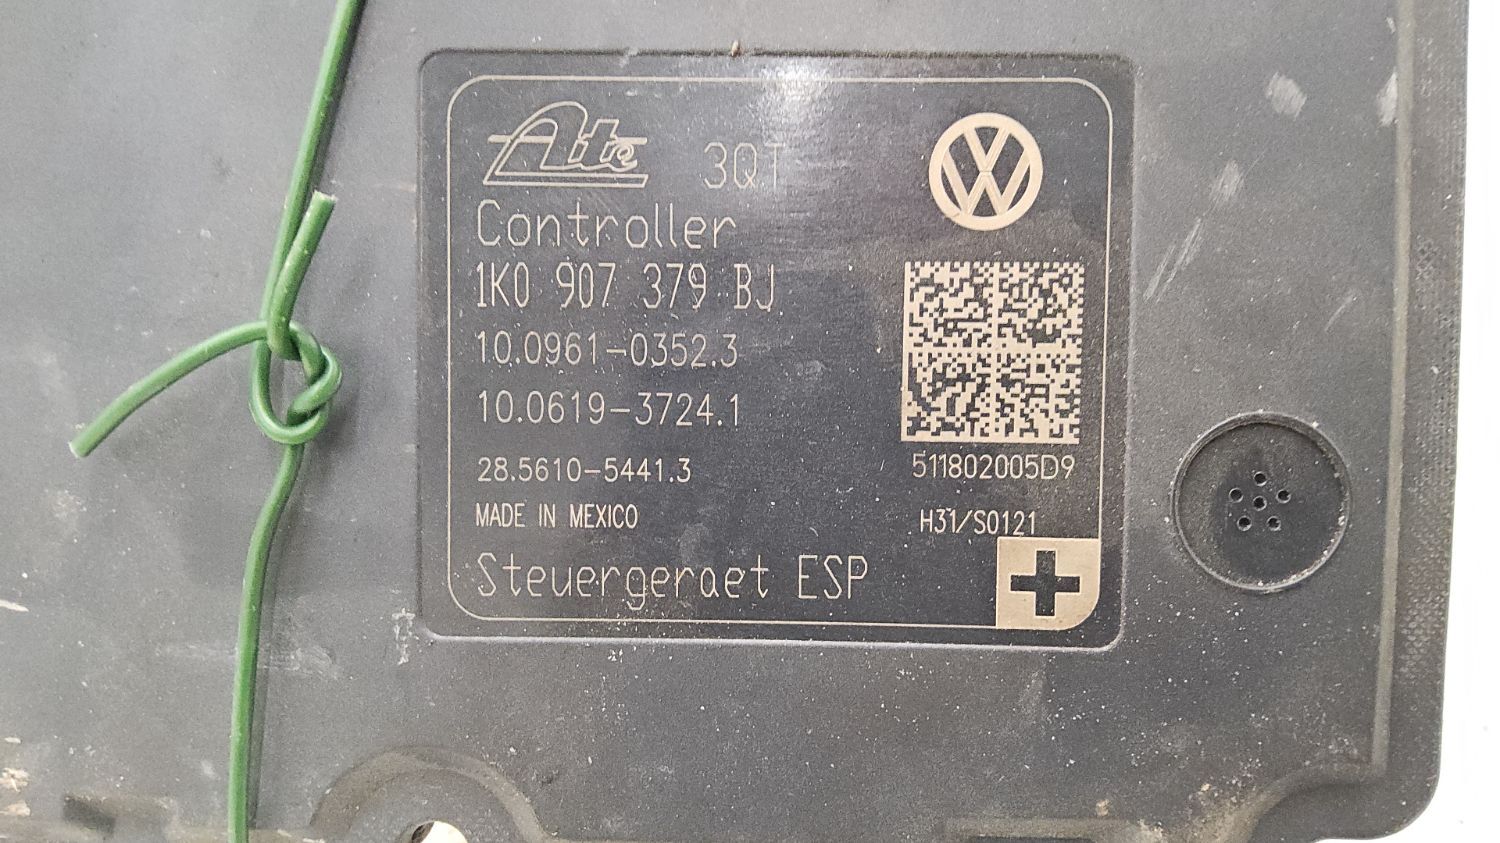 Ate 3QT
Controller
1K0 907 379 BJ
10.0961-0352.3
10.0619-3724.1
28.5610-5441.3
511802005D9
MADE IN MEXICO
H31/S0121
Steuergeraet ESP